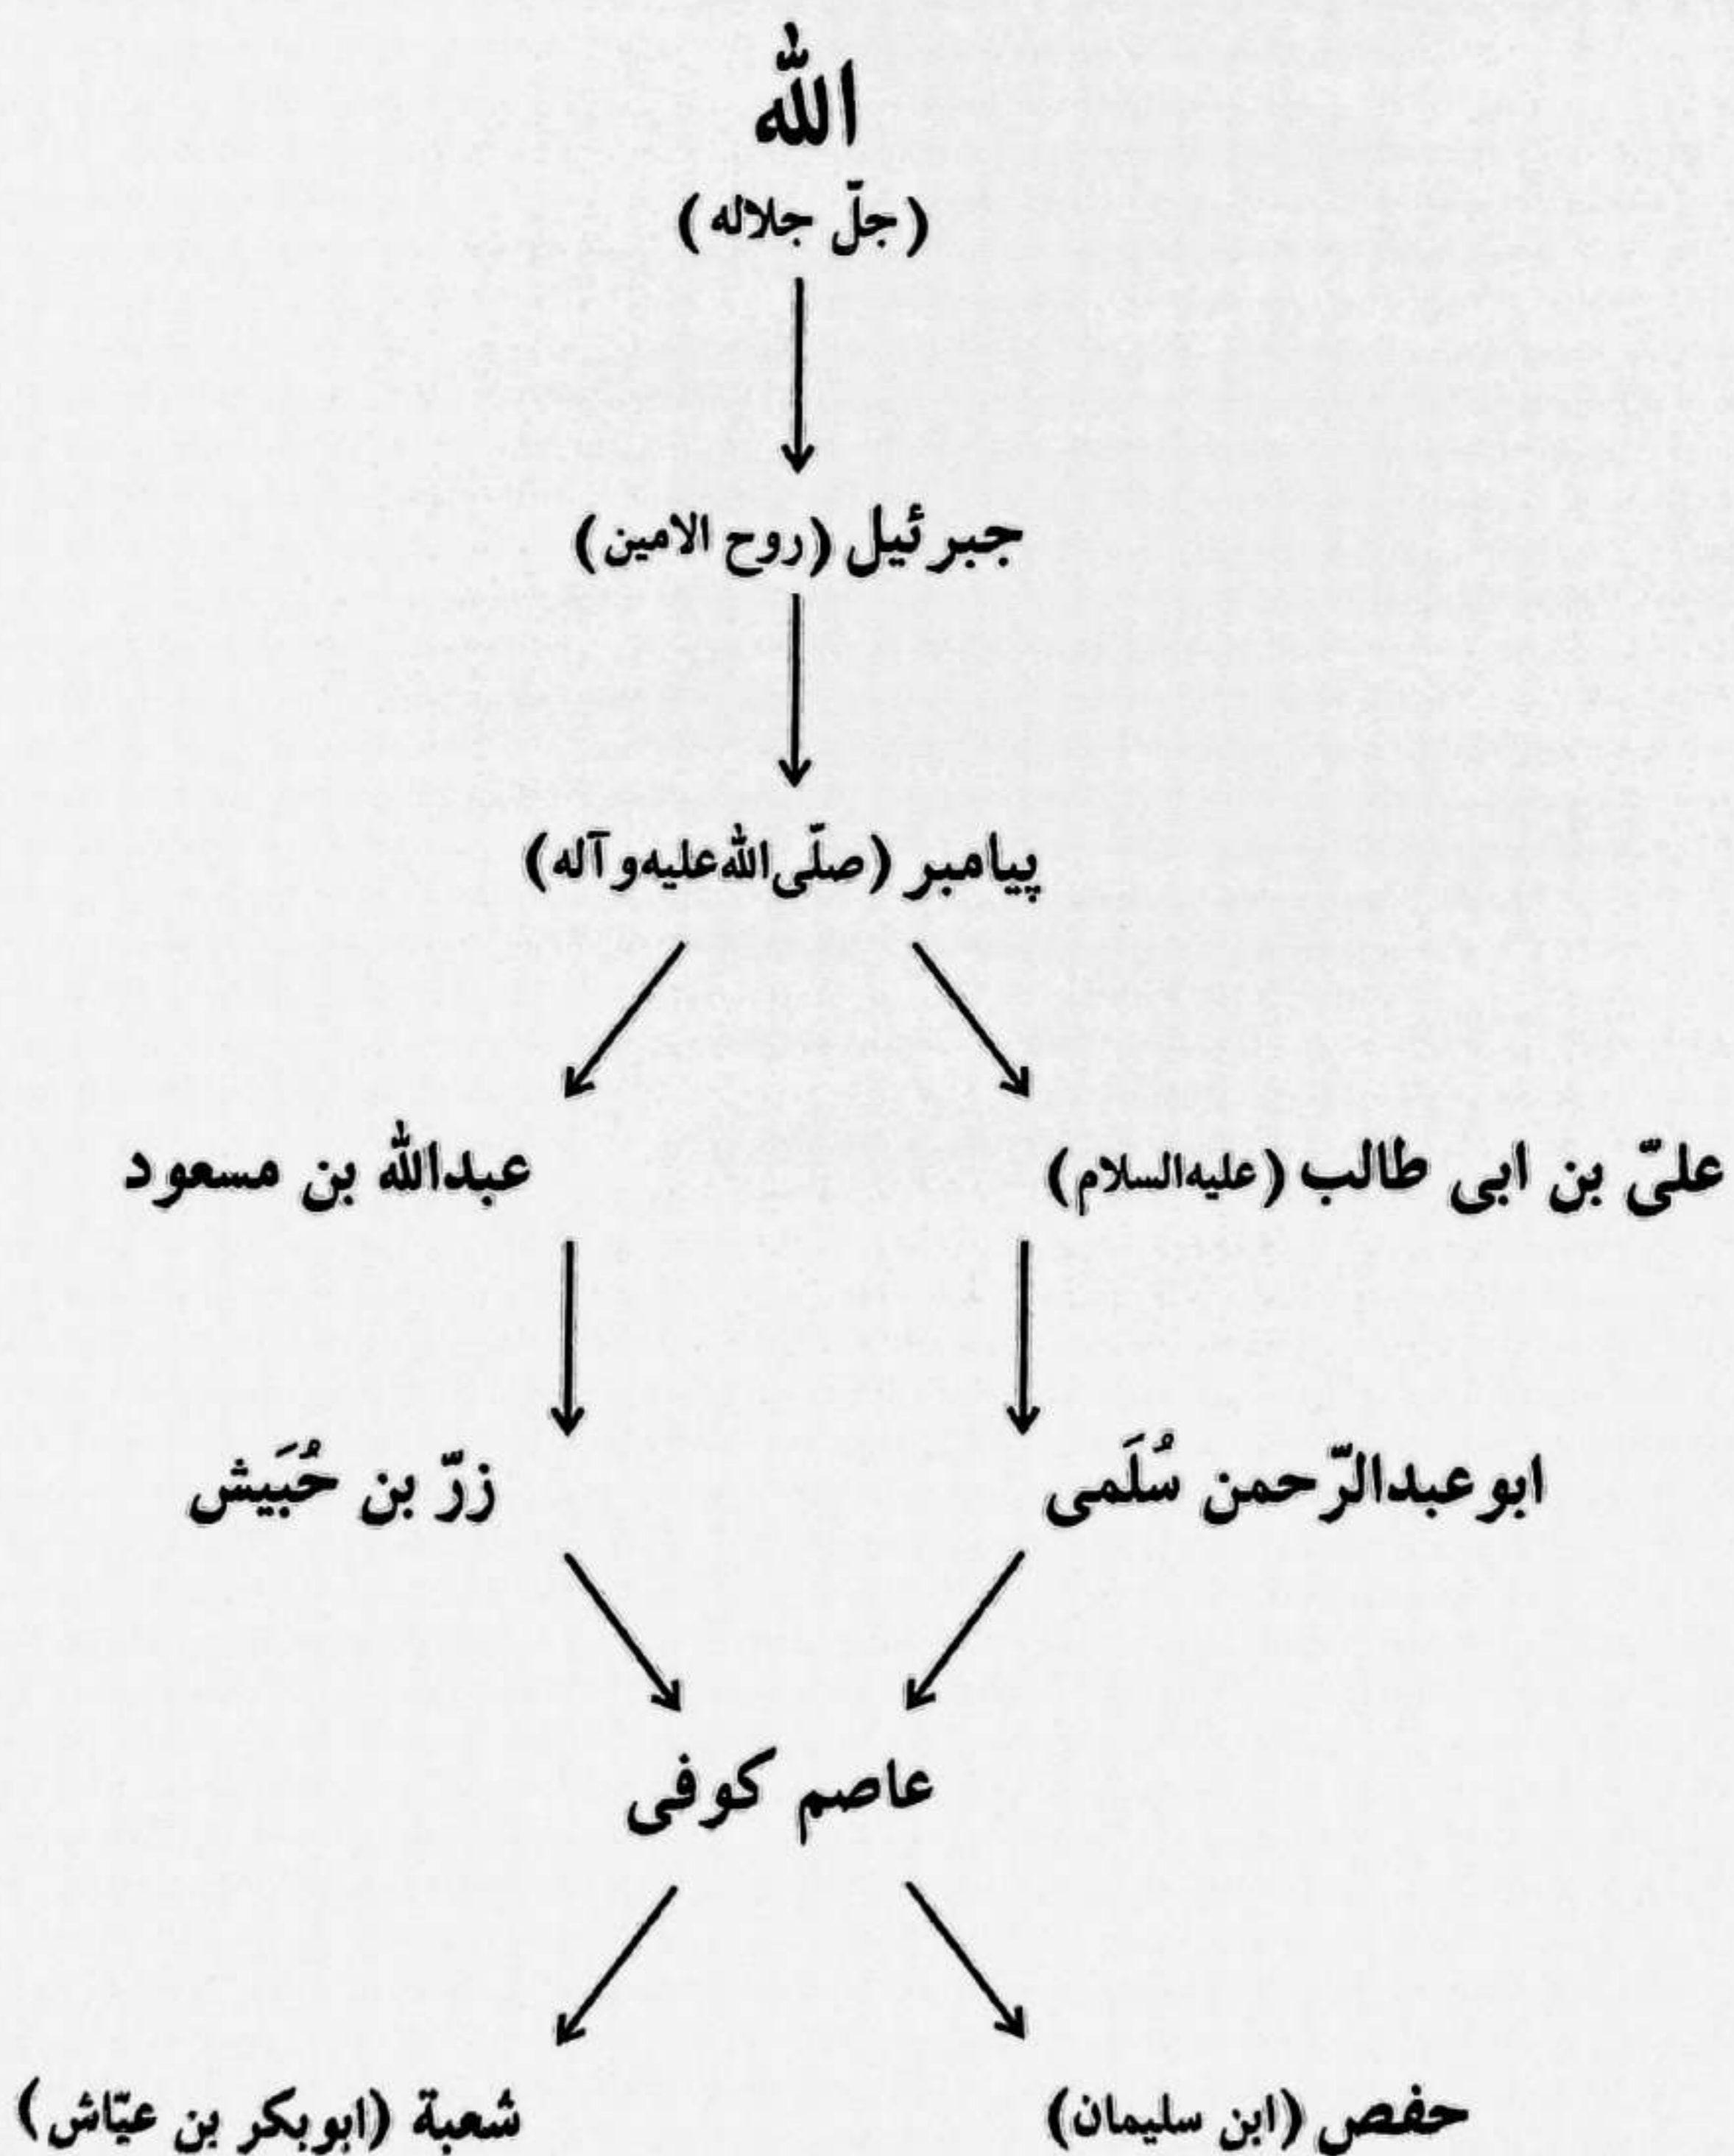 الله
(جلّ جلاله)
جبرئیل (روح الامین)
پیامبر (صلّی‌الله‌علیه‌و‌آله)
علیّ بن ابی طالب (علیه‌السلام)
عبدالله بن مسعود
ابوعبدالرّحمن سُلَمی
زرّ بن حُبَیش
عاصم کوفی
حفص (ابن سلیمان)
شعبة (ابوبکر بن عیّاش)